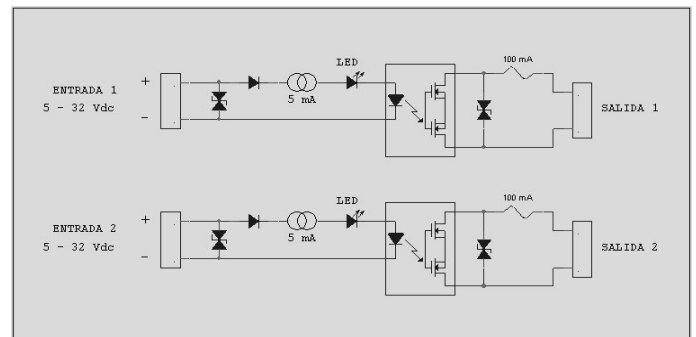 LED
100 mA
ENTRADA 1
+
5 mA
SALIDA 1
5 - 32 Vdc
-
LED
100 mA
ENTRADA 2
+
5 mA
SALIDA 2
5 - 32 Vdc
-